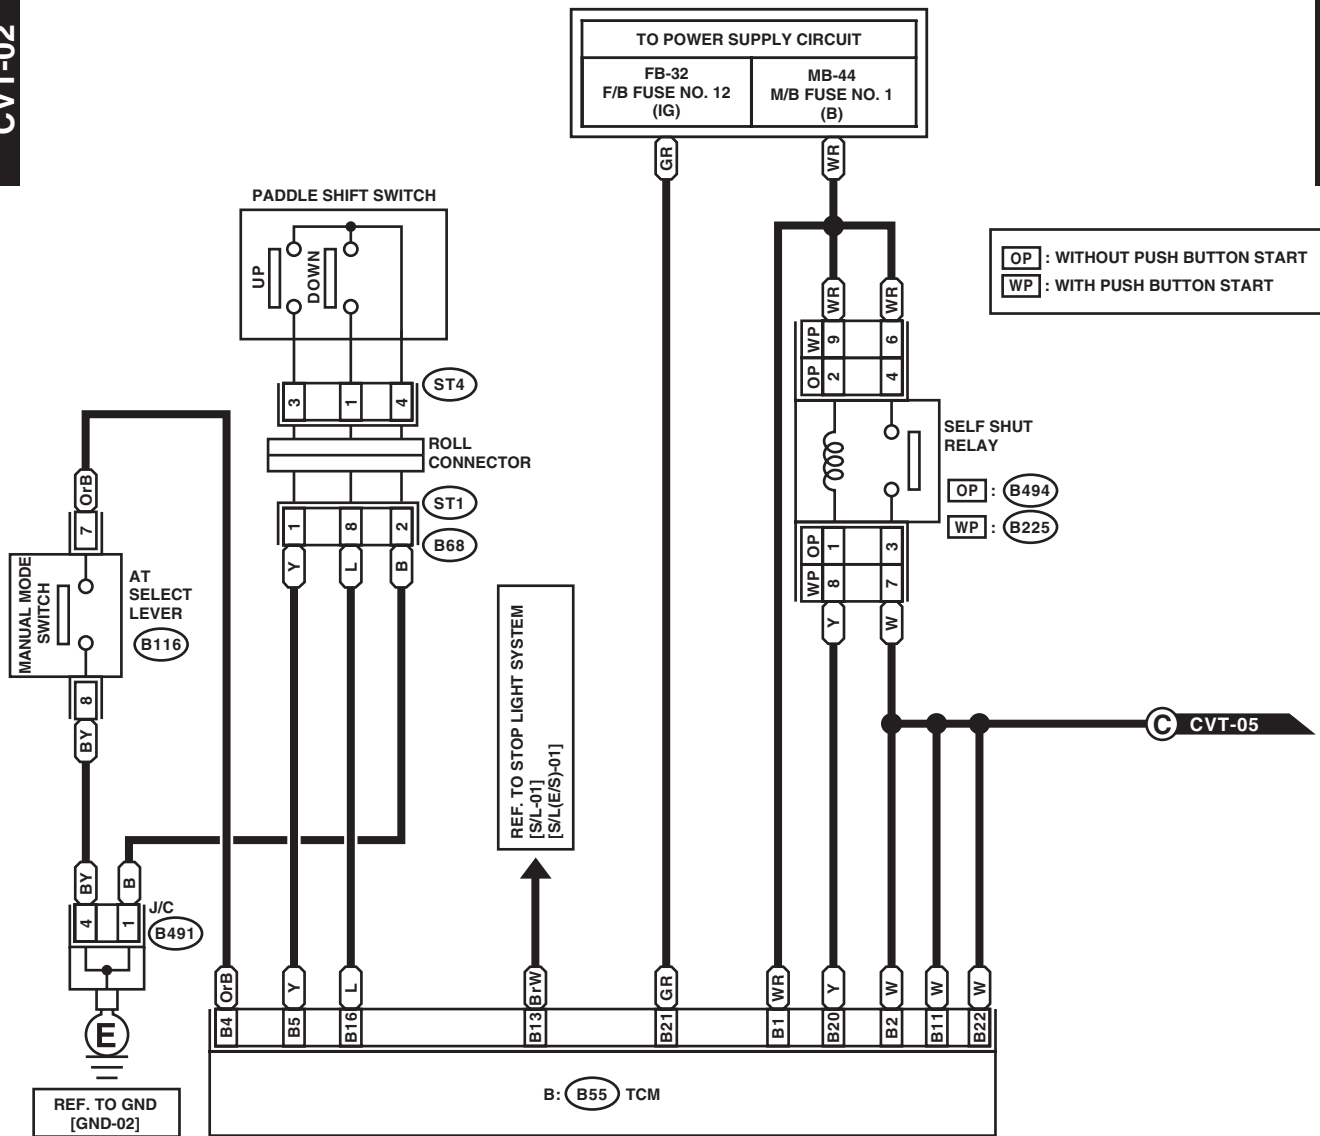 CVT-02
TO POWER SUPPLY CIRCUIT
FB-32
F/B FUSE NO. 12
(IG)
MB-44
M/B FUSE NO. 1
(B)
GR
WR
PADDLE SHIFT SWITCH
UP
DOWN
OP : WITHOUT PUSH BUTTON START
WP : WITH PUSH BUTTON START
WR
WR
WP 9 6
OP 2 4
3 1 4
ST4
ROLL
CONNECTOR
SELF SHUT
RELAY
OP : B494
WP : B225
OrB
7
ST1
1 8 2
B68
Y L B
OP 1 3
WP 8 7
Y W
MANUAL MODE
SWITCH
AT
SELECT
LEVER
B116
8
BY
REF. TO STOP LIGHT SYSTEM
[S/L-01]
[S/L(E/S)-01]
C CVT-05
BY B
4 1
J/C
B491
E
REF. TO GND
[GND-02]
OrB Y L BrW GR WR Y W W W
B4 B5 B16 B13 B21 B1 B20 B2 B11 B22
B: B55 TCM